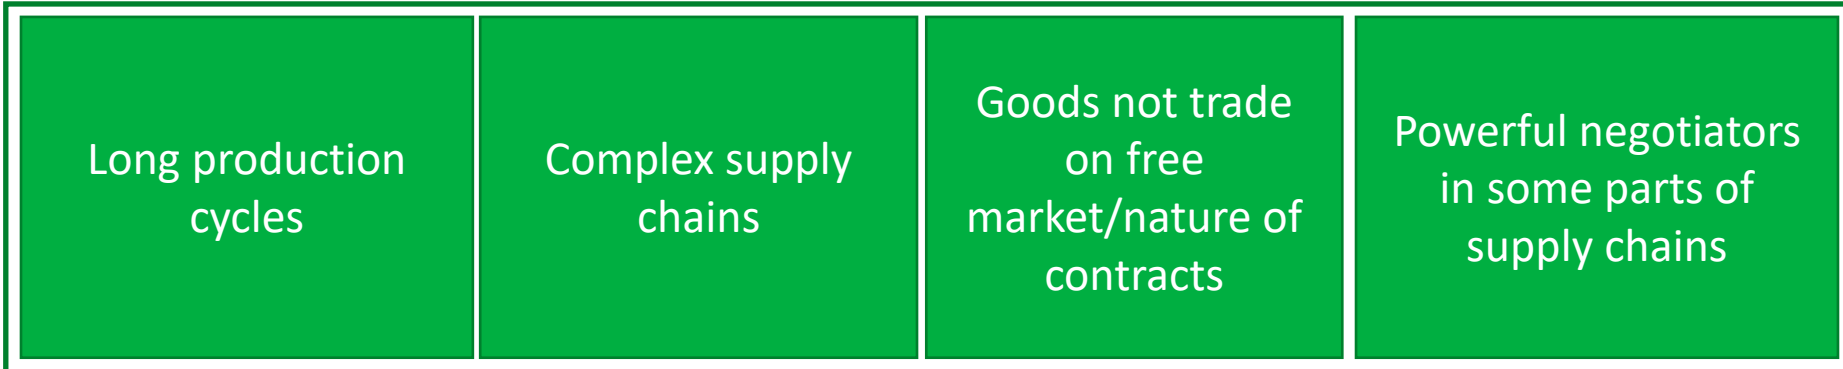 Long production
cycles
Complex supply
chains
Goods not trade
on free
market/nature of
contracts
Powerful negotiators
in some parts of
supply chains